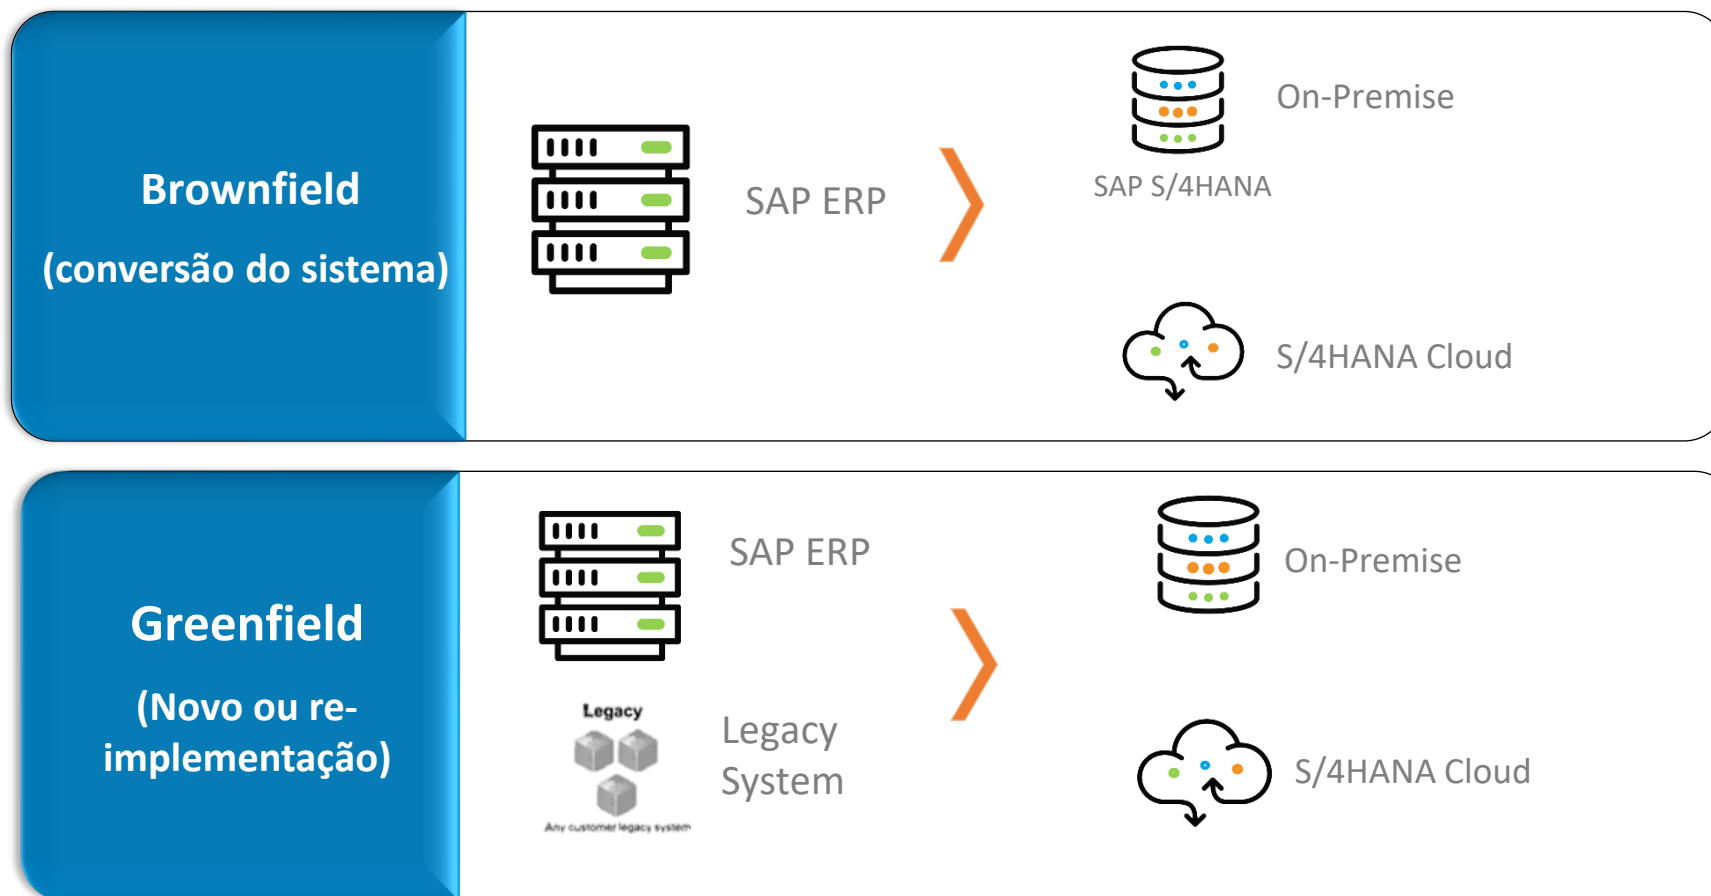 Brownfield
(conversão do sistema)
SAP ERP
On-Premise
SAP S/4HANA
S/4HANA Cloud
Greenfield
(Novo ou re-
implementação)
SAP ERP
Legacy
Any customer legacy system
Legacy
System
On-Premise
S/4HANA Cloud